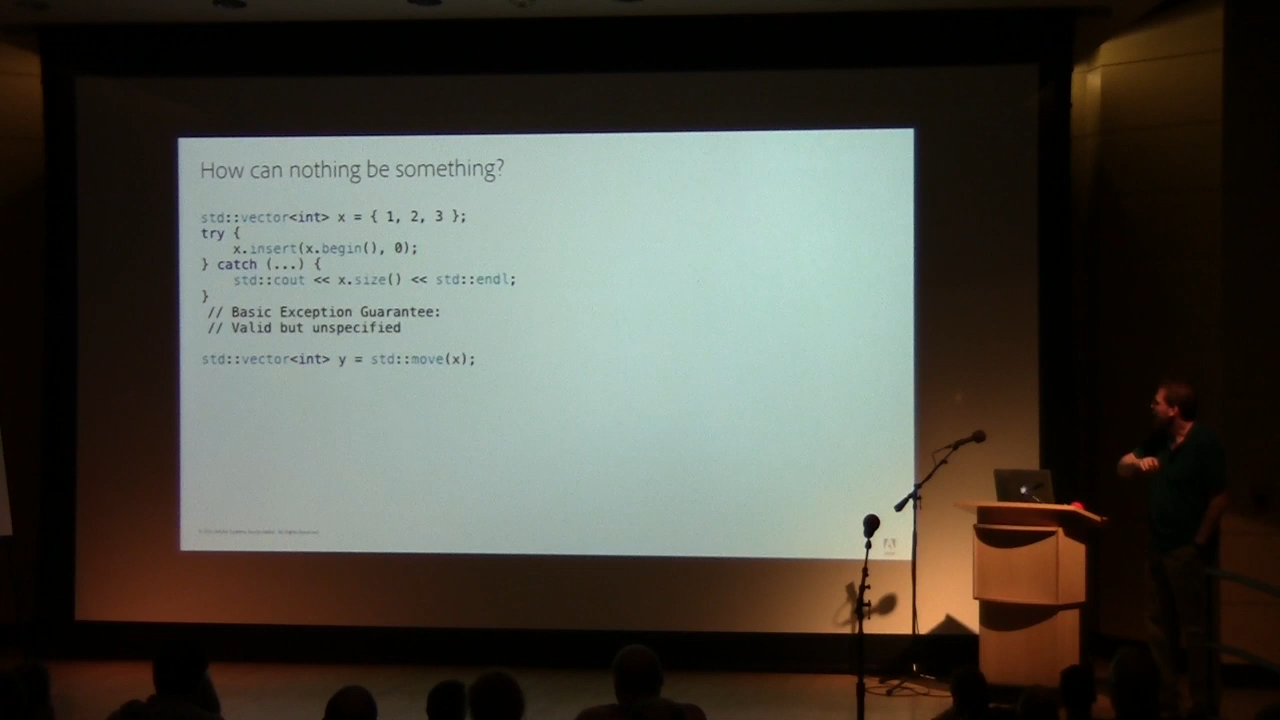 How can nothing be something?
std::vector<int> x = { 1, 2, 3 };
try {
    x.insert(x.begin(), 0);
} catch (...) {
    std::cout << x.size() << std::endl;
}
// Basic Exception Guarantee:
// Valid but unspecified
std::vector<int> y = std::move(x);